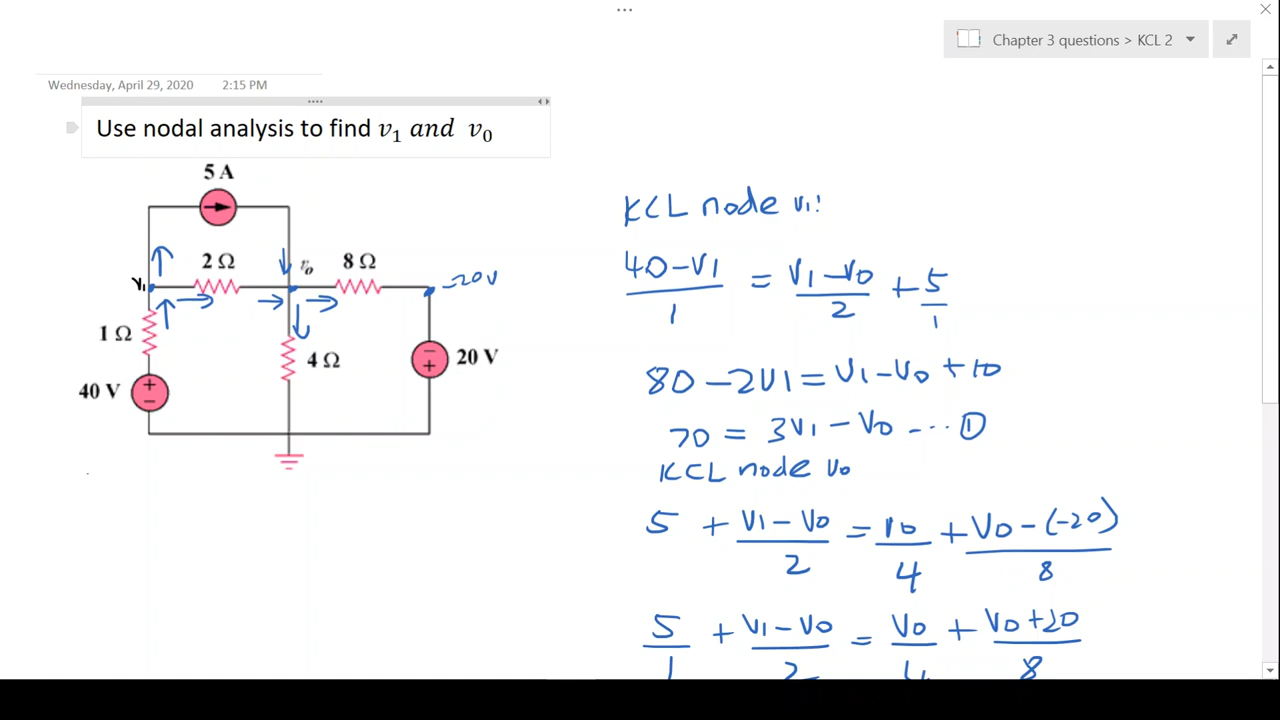 ...
Chapter 3 questions > KCL 2
Wednesday, April 29, 2020 2:15 PM
Use nodal analysis to find v₁ and v₀
5 A
2 Ω
v₀
8 Ω
V₁
-20V
1 Ω
4 Ω
20 V
40 V
+
−
−
+
KCL node v₁:
40-V₁/1 = V₁-V₀/2 + 5/1
80-2V₁ = V₁-V₀+10
70 = 3V₁-V₀ --- ①
KCL node V₀
5 + V₁-V₀/2 = V₀/4 + V₀-(-20)/8
5/1 + V₁-V₀/2 = V₀/4 + V₀+20/8